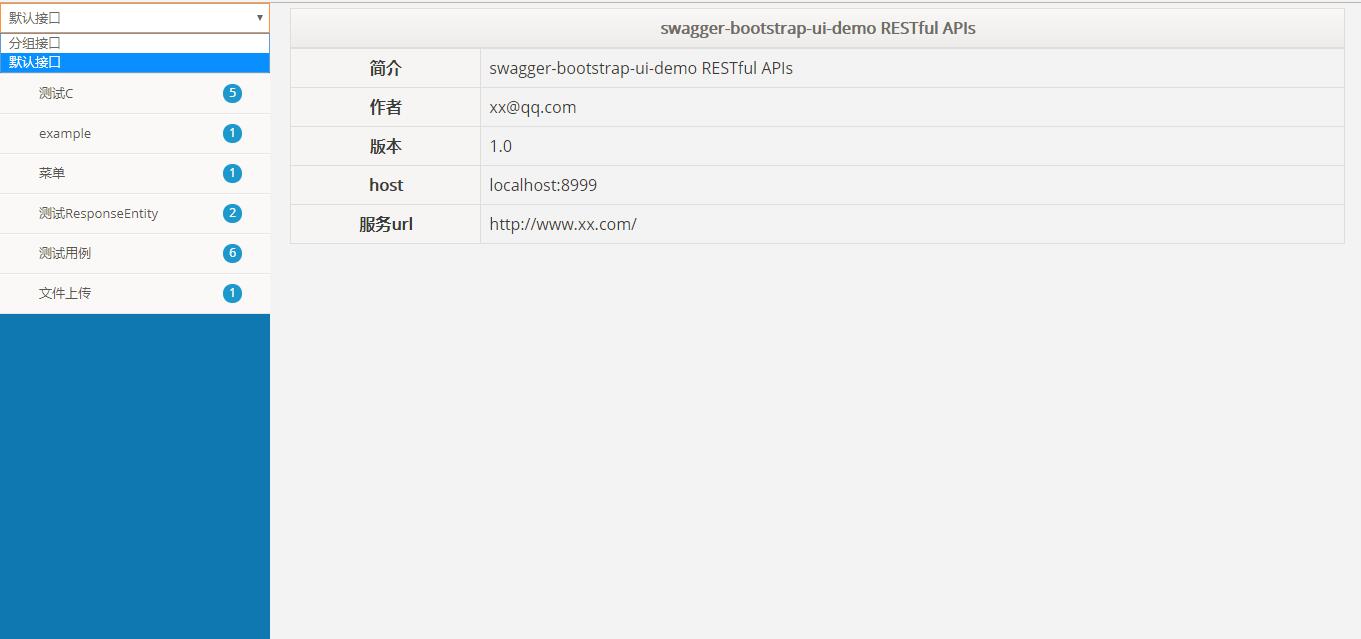 默认接口
分组接口
默认接口
测试C 5
example 1
菜单 1
测试ResponseEntity 2
测试用例 6
文件上传 1
swagger-bootstrap-ui-demo RESTful APIs
简介 swagger-bootstrap-ui-demo RESTful APIs
作者 xx@qq.com
版本 1.0
host localhost:8999
服务url http://www.xx.com/